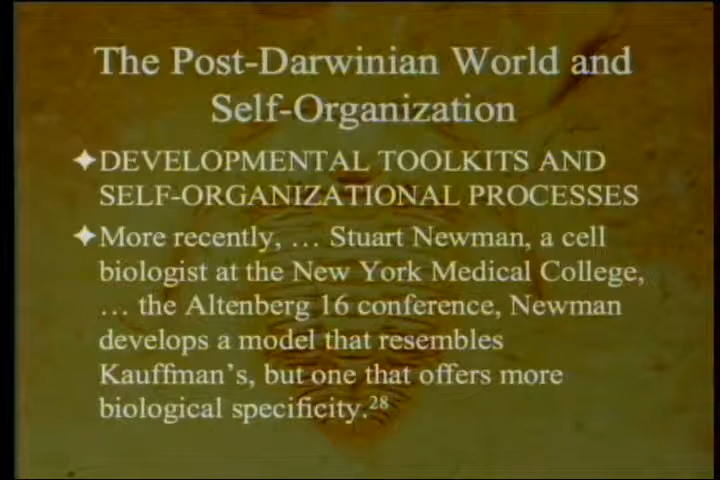 The Post-Darwinian World and
Self-Organization
✦DEVELOPMENTAL TOOLKITS AND
SELF-ORGANIZATIONAL PROCESSES
✦More recently, … Stuart Newman, a cell
biologist at the New York Medical College,
… the Altenberg 16 conference, Newman
develops a model that resembles
Kauffman's, but one that offers more
biological specificity.28